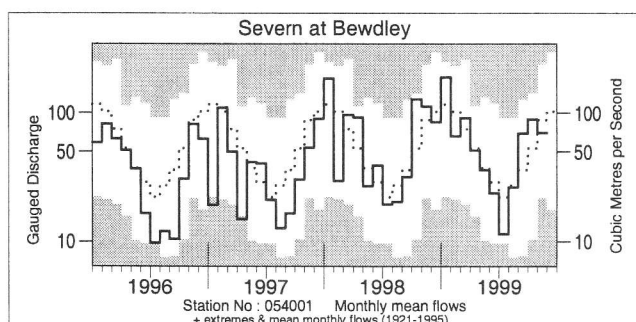 Severn at Bewdley
Gauged Discharge
100
50
10
100
50
10
Cubic Metres per Second
1996 1997 1998 1999
Station No : 054001 Monthly mean flows
+ extremes & mean monthly flows (1921-1995)